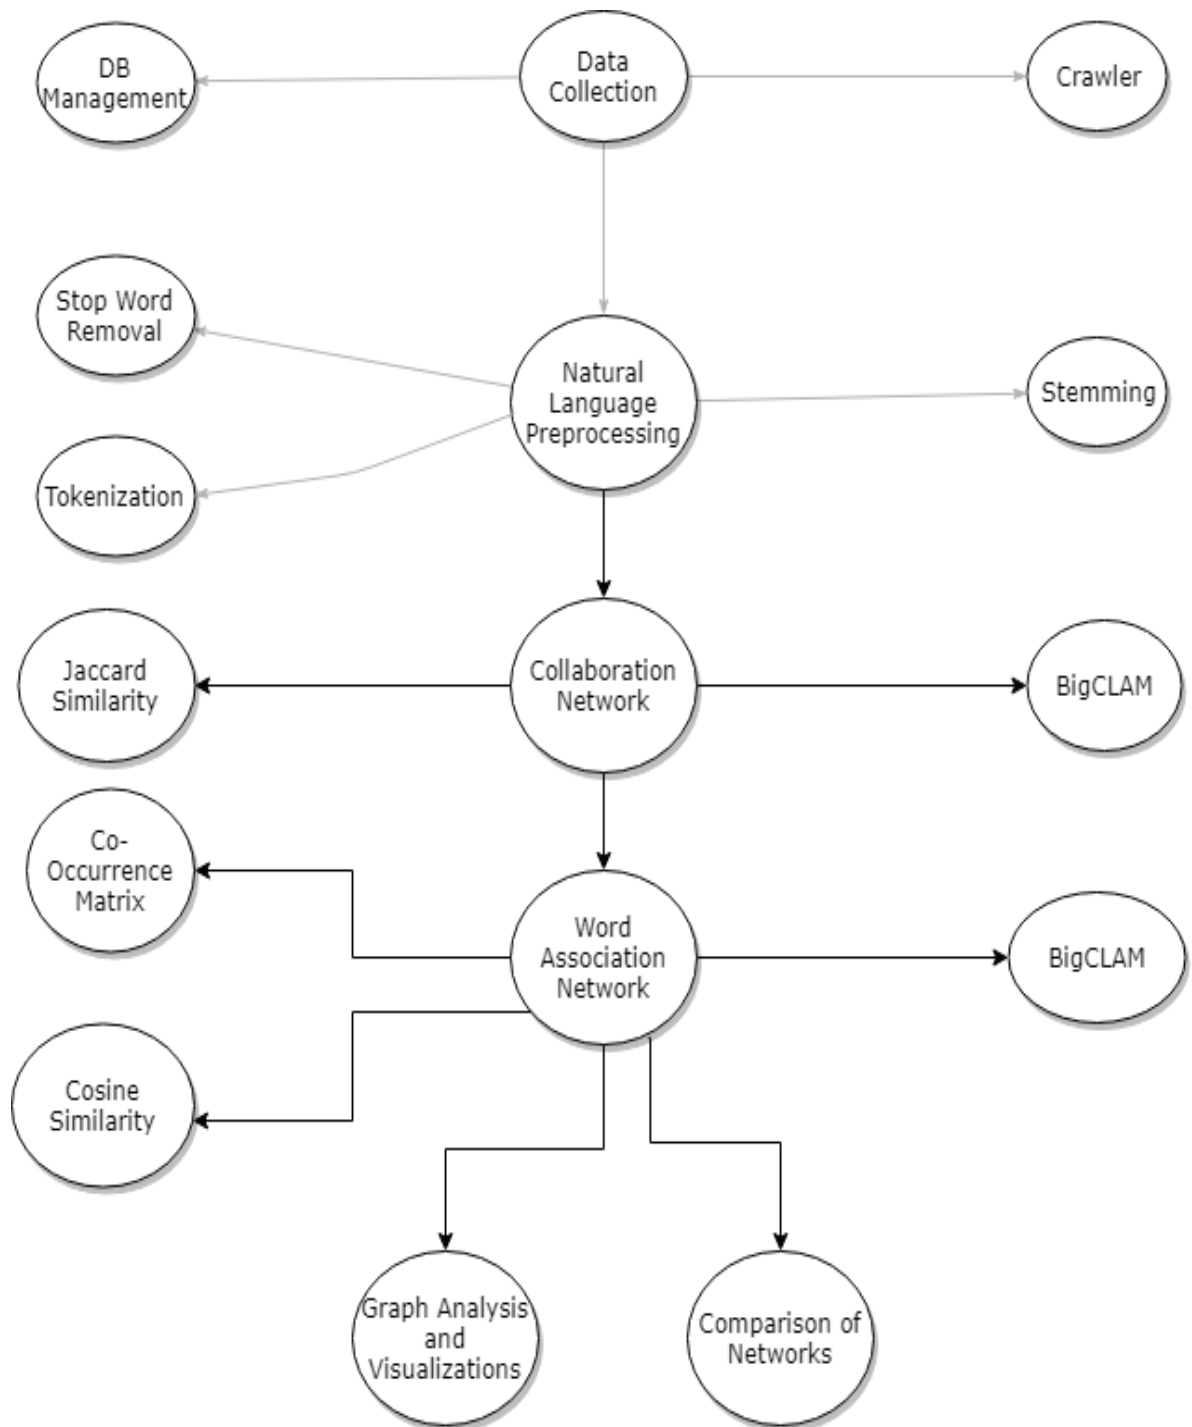 DB
Management
Data
Collection
Crawler
Stop Word
Removal
Natural
Language
Preprocessing
Stemming
Tokenization
Jaccard
Similarity
Collaboration
Network
BigCLAM
Co-
Occurrence
Matrix
Word
Association
Network
BigCLAM
Cosine
Similarity
Graph Analysis
and
Visualizations
Comparison of
Networks